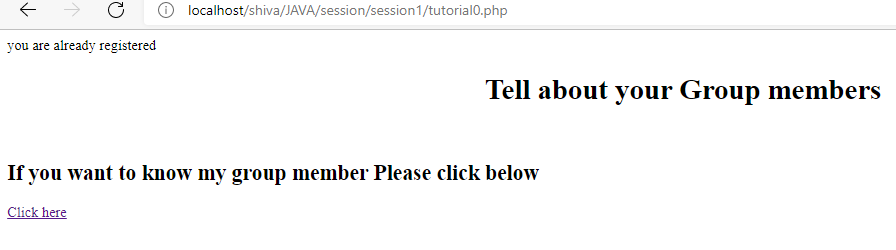 localhost/shiva/JAVA/session/session1/tutorial0.php
you are already registered
Tell about your Group members
If you want to know my group member Please click below
Click here